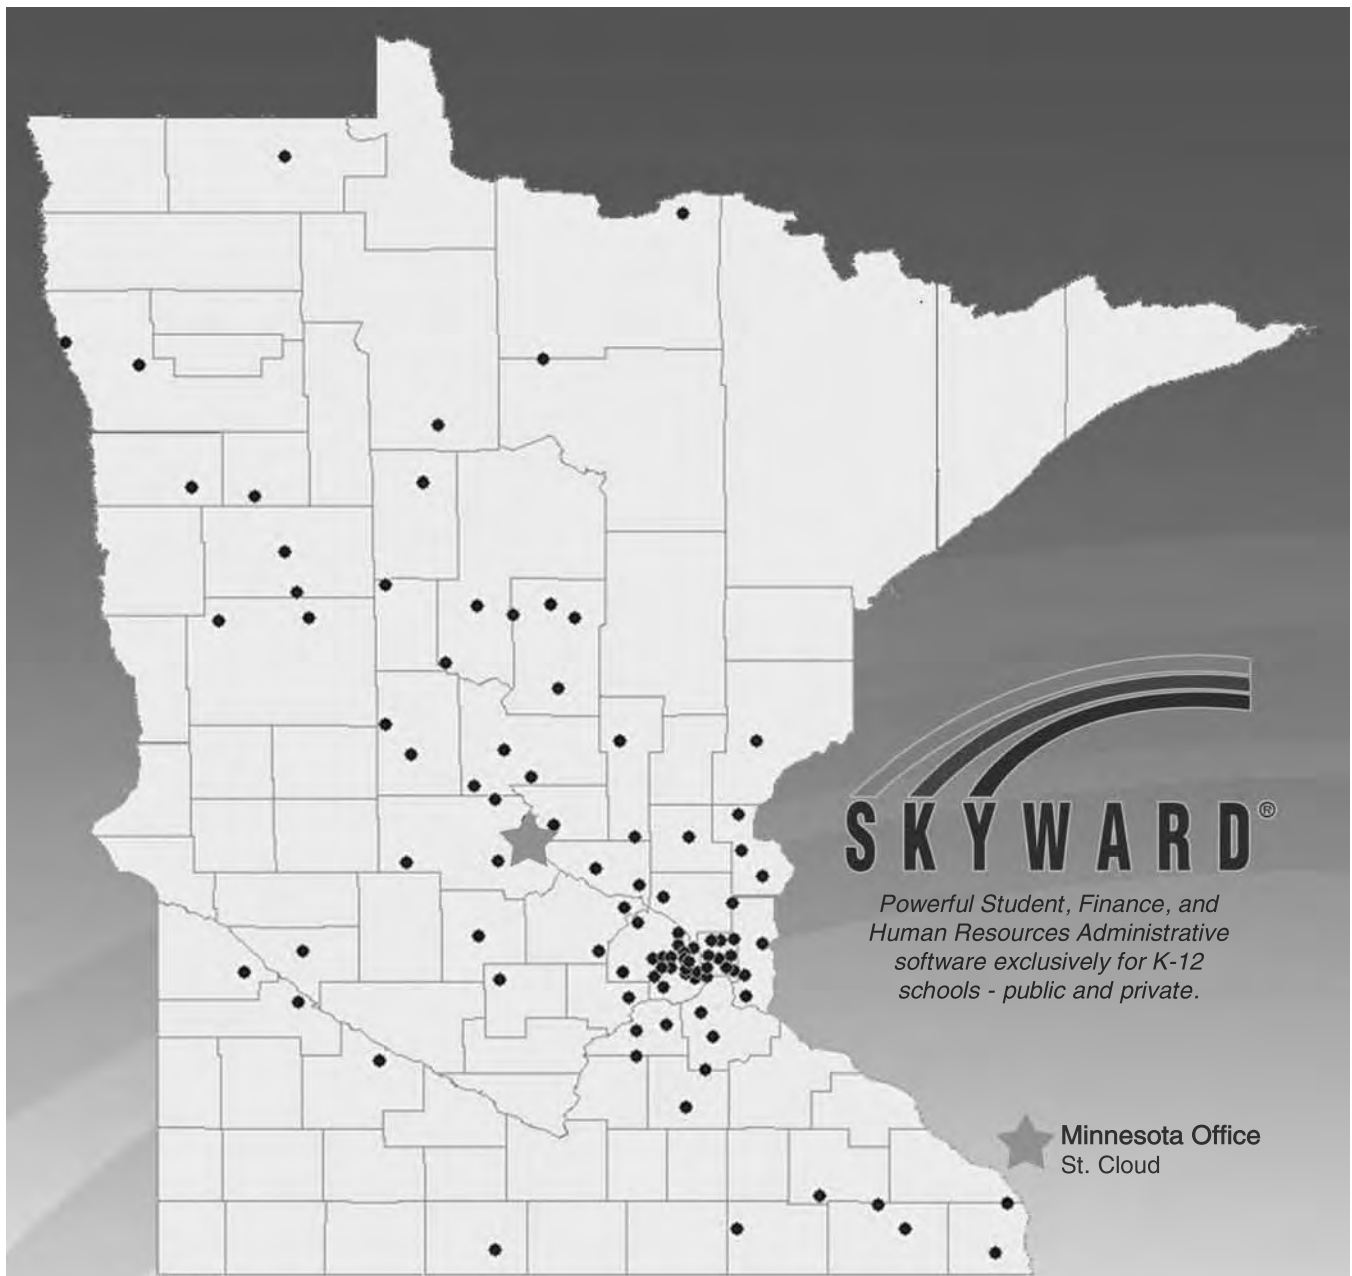 SKYWARD®
Powerful Student, Finance, and
Human Resources Administrative
software exclusively for K-12
schools - public and private.
Minnesota Office
St. Cloud